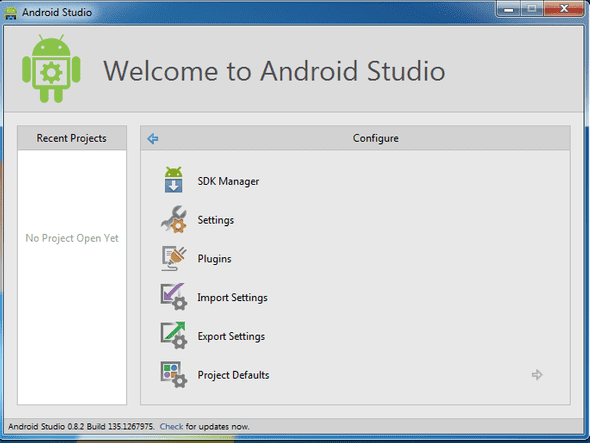 Android Studio
Welcome to Android Studio
Recent Projects
No Project Open Yet
Configure
SDK Manager
Settings
Plugins
Import Settings
Export Settings
Project Defaults
Android Studio 0.8.2 Build 135.1267975. Check for updates now.